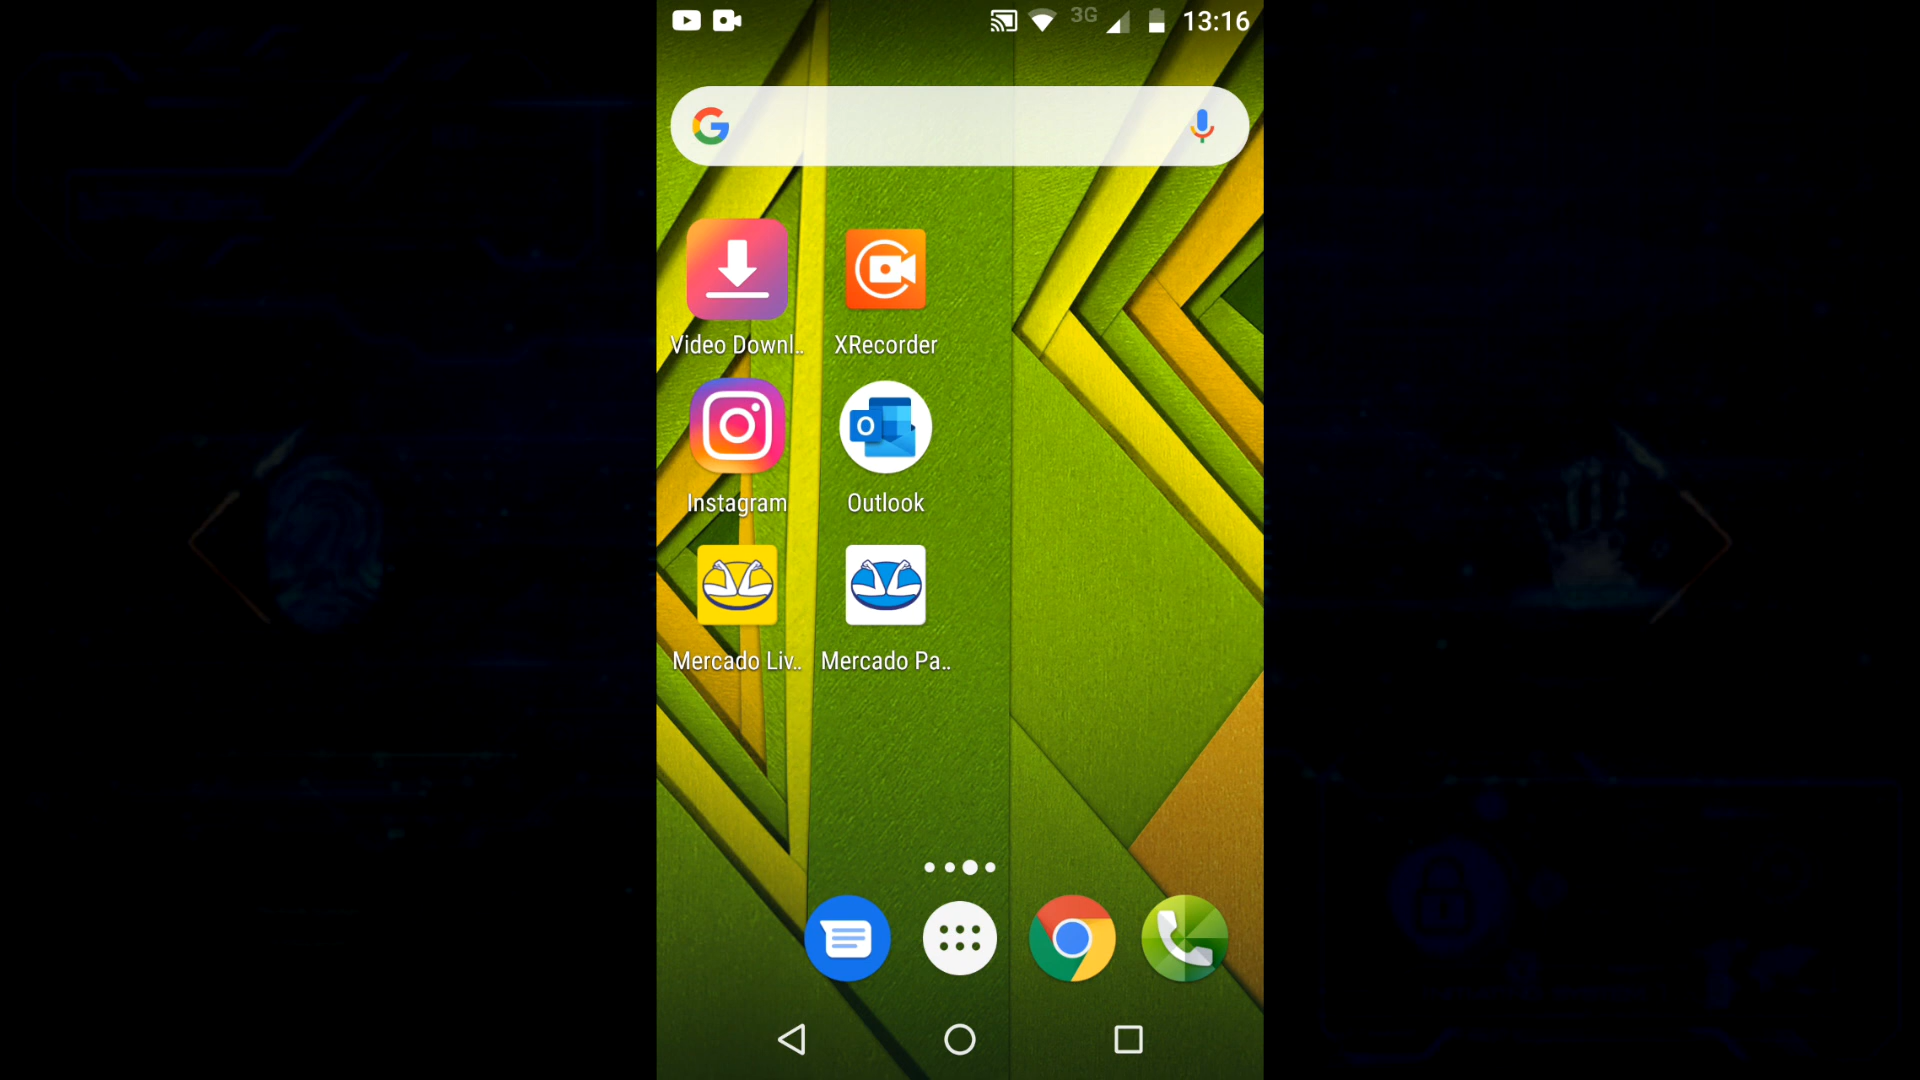 3G 13:16
Video Downl..
XRecorder
Instagram
Outlook
Mercado Liv..
Mercado Pa..